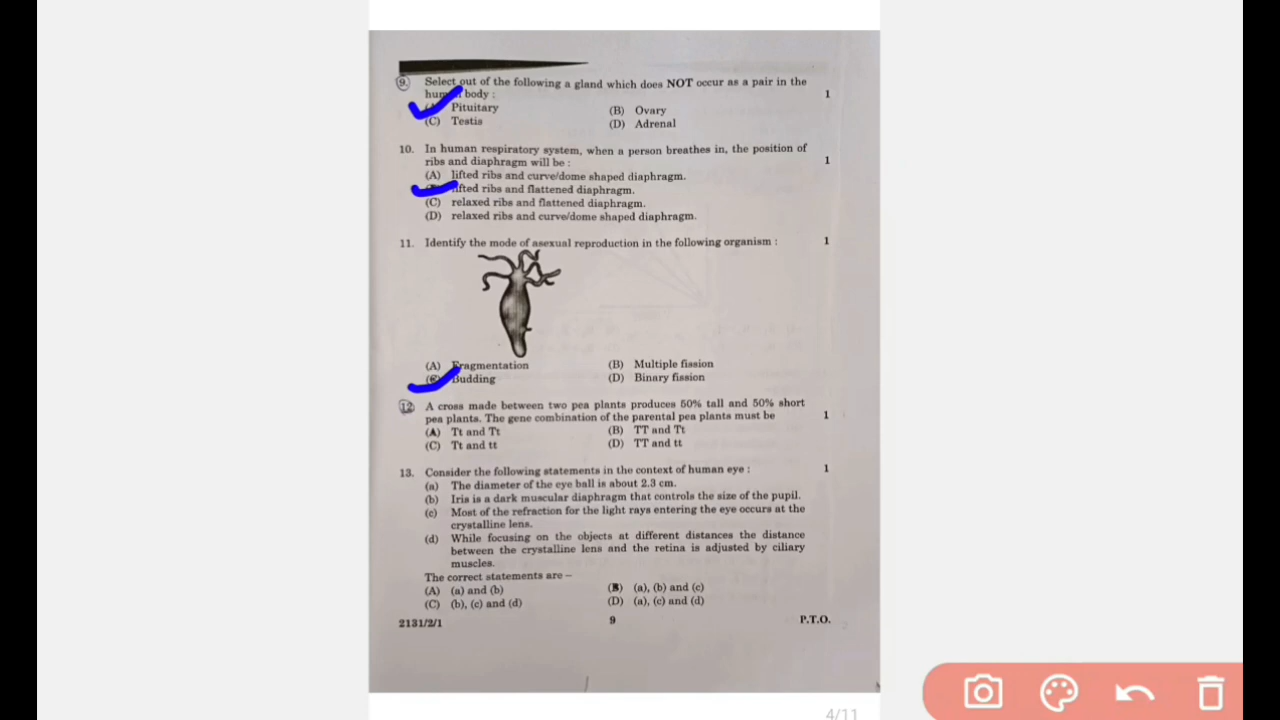 9. Select out of the following a gland which does NOT occur as a pair in the 1
body :
Pituitary (B) Ovary
(C) Testis (D) Adrenal
10. In human respiratory system, when a person breathes in, the position of
ribs and diaphragm will be : 1
(A) lifted ribs and curve/dome shaped diaphragm.
lifted ribs and flattened diaphragm.
(C) relaxed ribs and flattened diaphragm.
(D) relaxed ribs and curve/dome shaped diaphragm.
11. Identify the mode of asexual reproduction in the following organism : 1
(A) Fragmentation (B) Multiple fission
(C) Budding (D) Binary fission
12. A cross made between two pea plants produces 50% tall and 50% short
pea plants. The gene combination of the parental pea plants must be 1
(A) Tt and Tt (B) TT and Tt
(C) Tt and tt (D) TT and tt
13. Consider the following statements in the context of human eye : 1
(a) The diameter of the eye ball is about 2.3 cm.
(b) Iris is a dark muscular diaphragm that controls the size of the pupil.
(c) Most of the refraction for the light rays entering the eye occurs at the
crystalline lens.
(d) While focusing on the objects at different distances the distance
between the crystalline lens and the retina is adjusted by ciliary
muscles.
The correct statements are –
(A) (a) and (b) (B) (a), (b) and (c)
(C) (b), (c) and (d) (D) (a), (c) and (d)
2131/2/1 9 P.T.O.
4/11